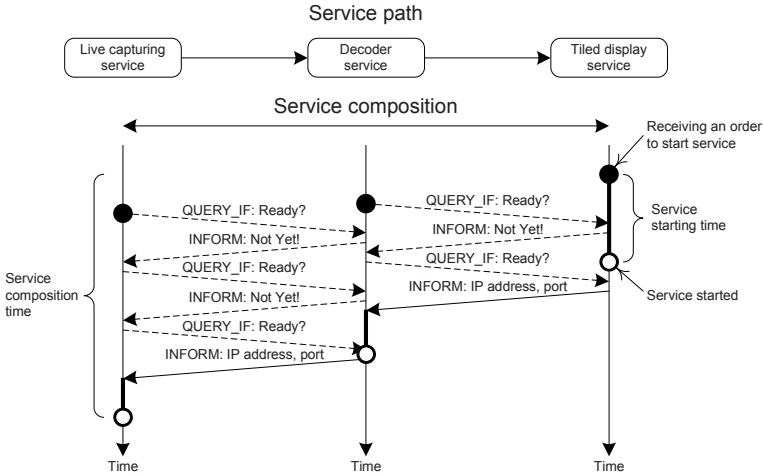 Service path
Live capturing
service
Decoder
service
Tiled display
service
Service composition
Receiving an order
to start service
QUERY_IF: Ready?
QUERY_IF: Ready?
INFORM: Not Yet!
INFORM: Not Yet!
Service
starting time
QUERY_IF: Ready?
QUERY_IF: Ready?
Service
composition
time
INFORM: Not Yet!
INFORM: IP address, port
Service started
QUERY_IF: Ready?
INFORM: IP address, port
Time
Time
Time